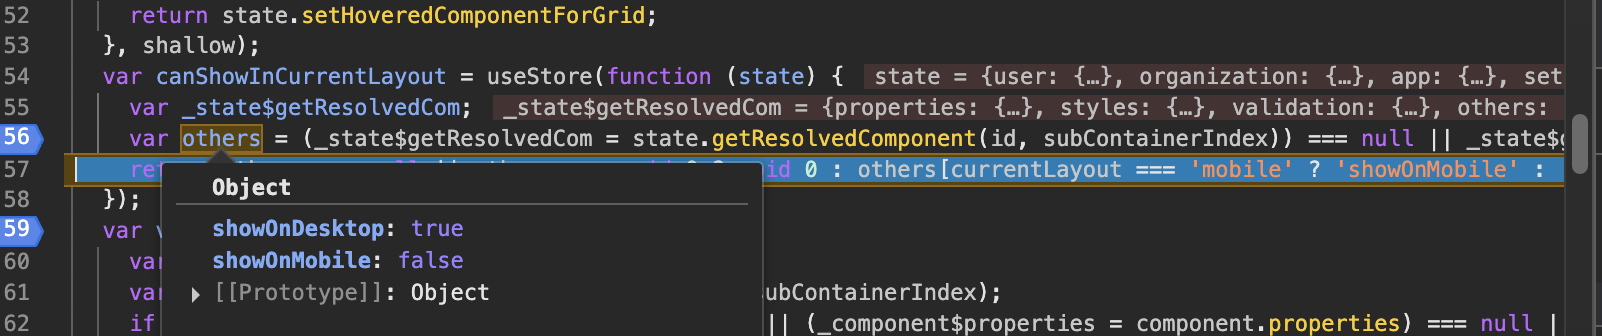 52 return state.setHoveredComponentForGrid;
53 }, shallow);
54 var canShowInCurrentLayout = useStore(function (state) { state = {user: {…}, organization: {…}, app: {…}, set
55 var _state$getResolvedCom; _state$getResolvedCom = {properties: {…}, styles: {…}, validation: {…}, others:
56 var others = (_state$getResolvedCom = state.getResolvedComponent(id, subContainerIndex)) === null || _state$g
57 ret id 0 : others[currentLayout === 'mobile' ? 'showOnMobile' :
Object
58 });
showOnDesktop: true
59 var v
showOnMobile: false
60 va
[[Prototype]]: Object
61 var ubContainerIndex);
62 if || (_component$properties = component.properties) === null |